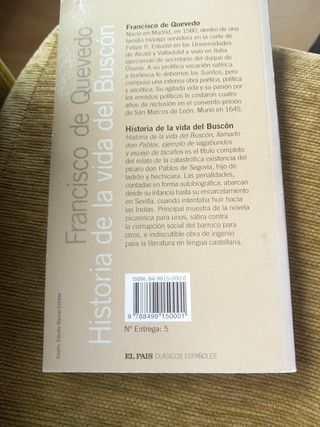 Francisco de Quevedo
Historia de la vida del Buscón
Francisco de Quevedo
Nació en Madrid, en 1580, dentro de una
familia hidalga servidora en la corte de
Felipe II. Estudió en las Universidades
de Alcalá y Valladolid y vivió en Italia
ejerciendo de secretario del duque de
Osuna. A su prolífica vocación satírica
y burlesca le debemos los Sueños, pero
compuso una extensa obra poética, política
y ascética. Su agitada vida y su pasión por
los enredos políticos le costaron cuatro
años de reclusión en el convento-prisión
de San Marcos de León. Murió en 1645.
Historia de la vida del Buscón
Historia de la vida del Buscón, llamado
don Pablos, ejemplo de vagabundos
y espejo de tacaños es el título completo
del relato de la catastrófica existencia del
pícaro don Pablos de Segovia, hijo de
ladrón y hechicera. Las penalidades,
contadas en forma autobiográfica, abarcan
desde su infancia hasta su encarcelamiento
en Sevilla, cuando intentaba huir hacia
las Indias. Principal muestra de la novela
picaresca para unos, sátira contra
la corrupción social del barroco para
otros, e indiscutible obra de ingenio
para la literatura en lengua castellana.
ISBN: 84-9815-000-0
9 788498 150001
Nº Entrega: 5
EL PAIS CLÁSICOS ESPAÑOLES
Diseño: Estudio Manuel Estrada